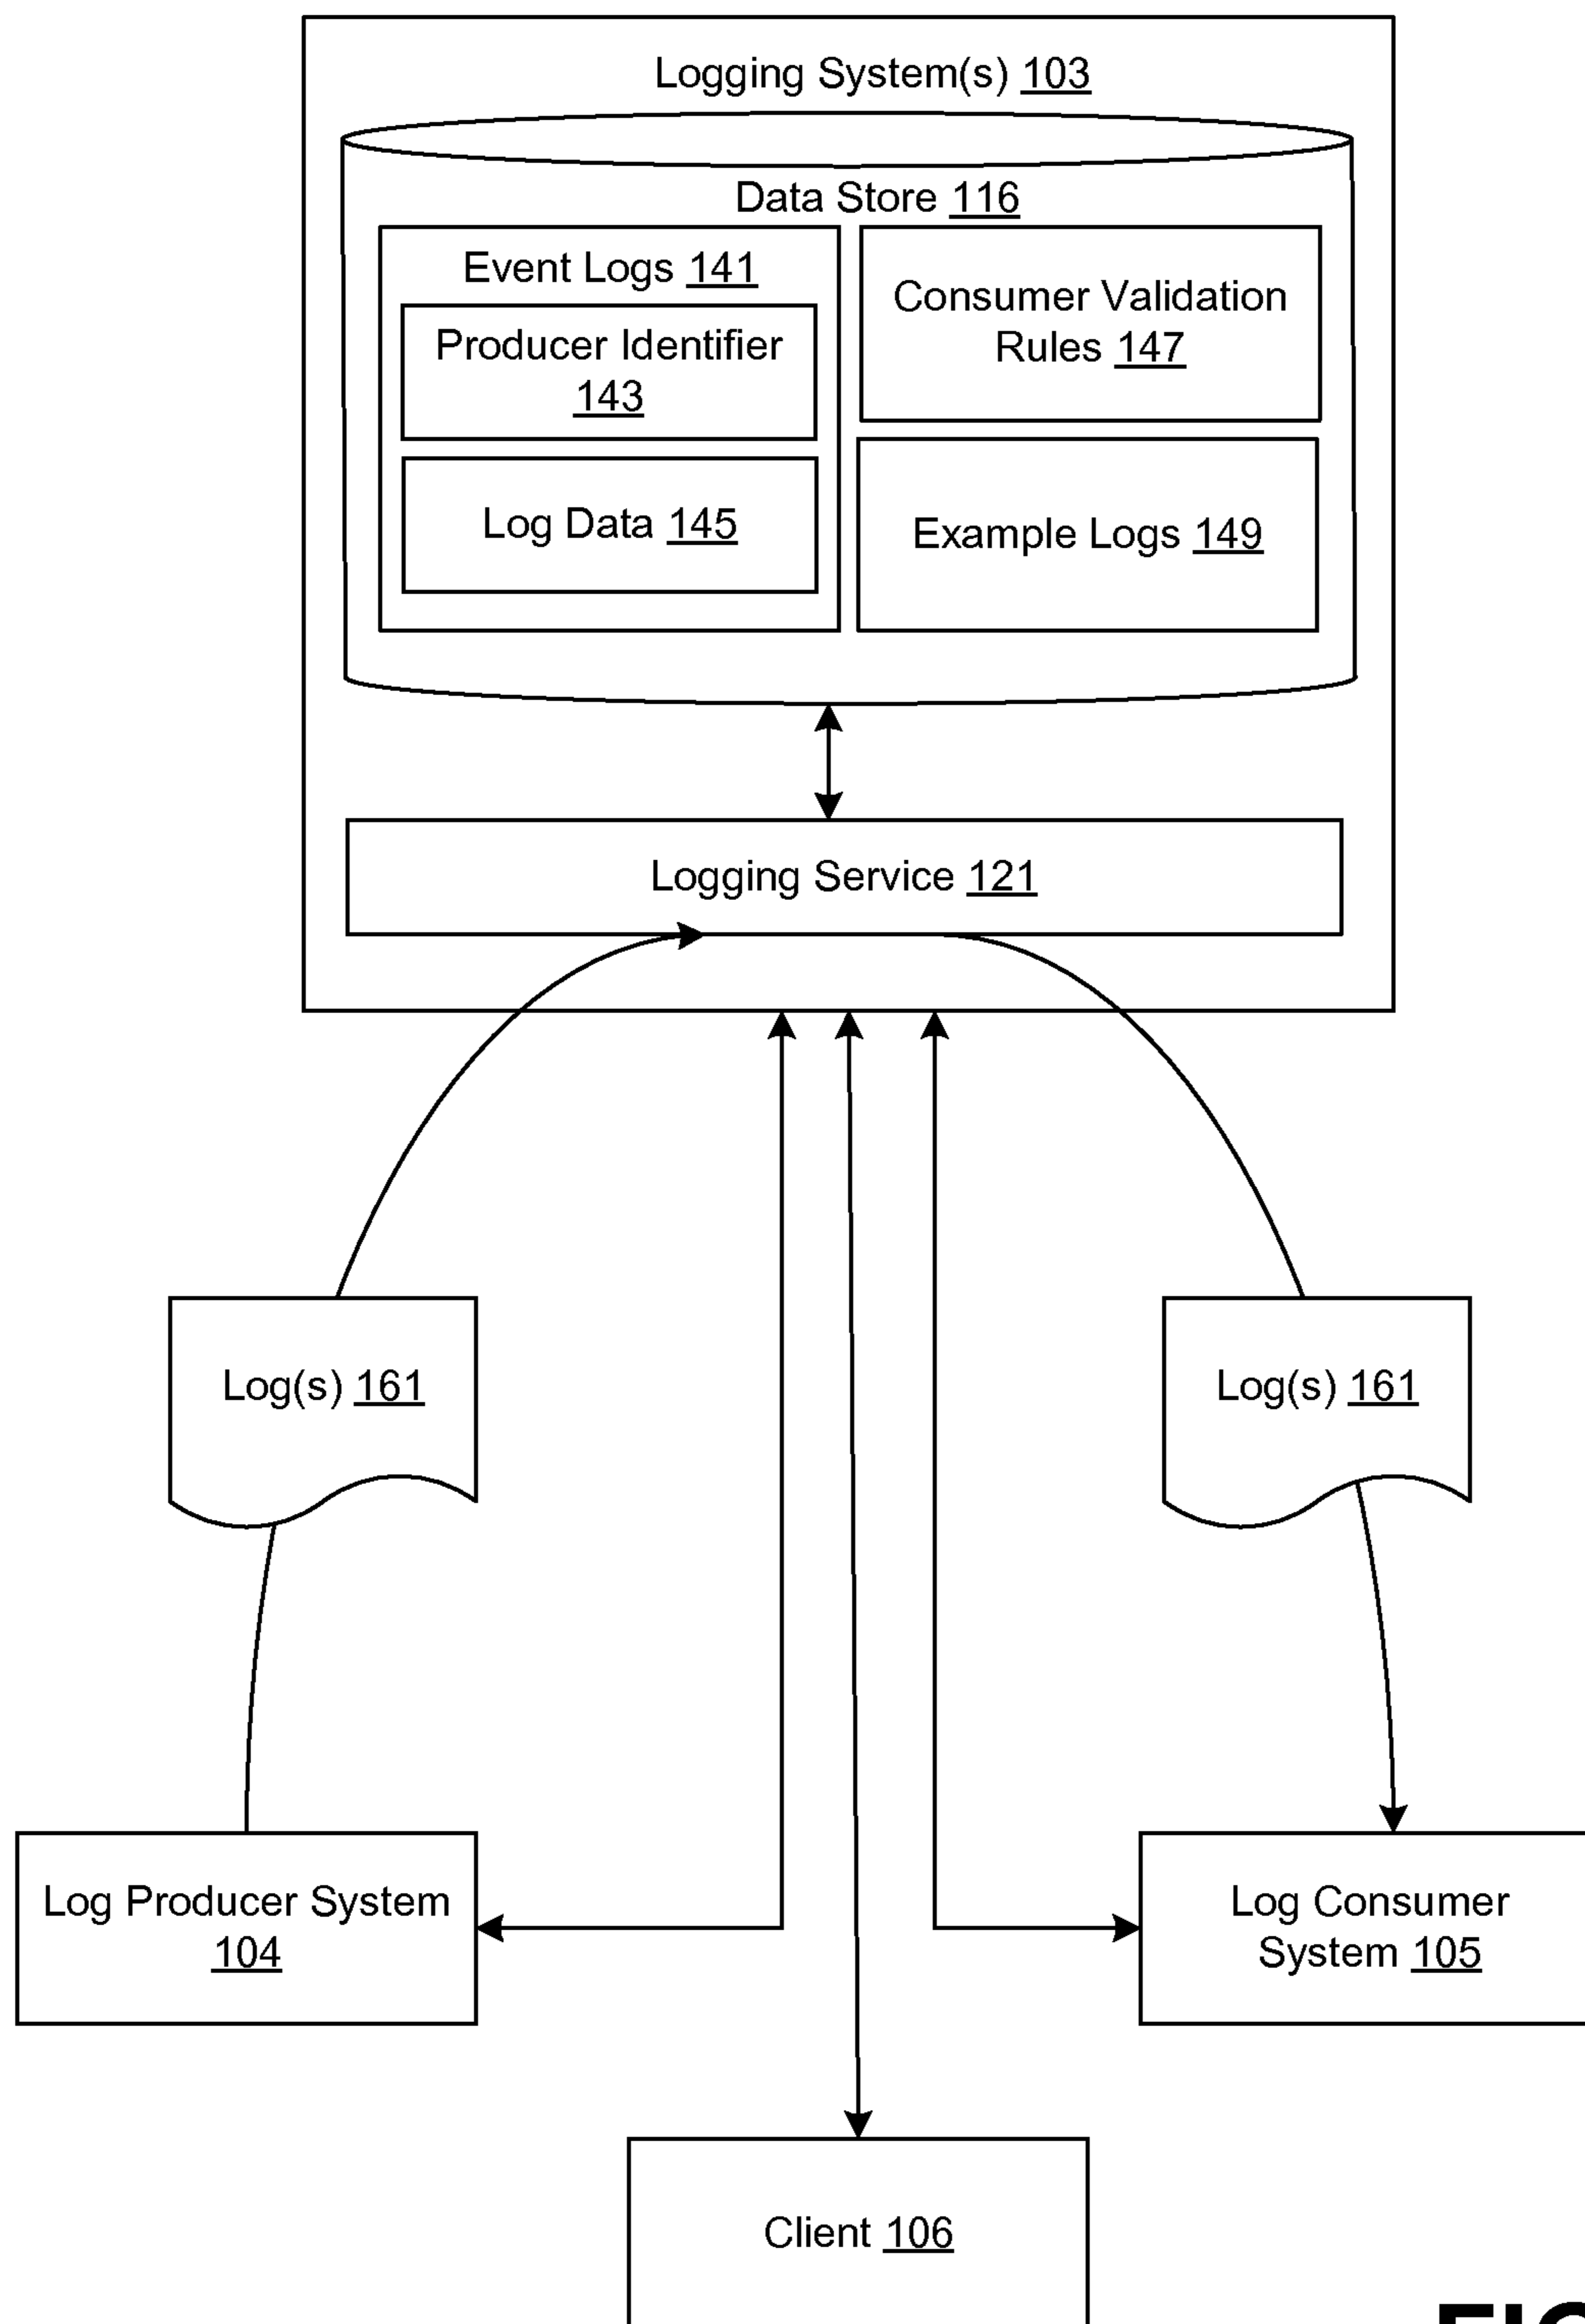 Logging System(s) 103
Data Store 116
Event Logs 141
Producer Identifier
143
Log Data 145
Consumer Validation
Rules 147
Example Logs 149
Logging Service 121
Log(s) 161
Log(s) 161
Log Producer System
104
Log Consumer
System 105
Client 106